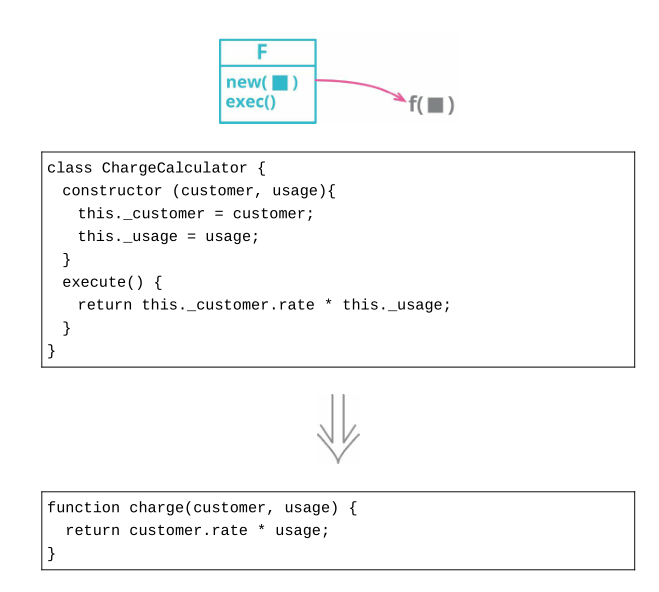 F
new( ■ )
exec()
f( ■ )
class ChargeCalculator {
  constructor (customer, usage){
    this._customer = customer;
    this._usage = usage;
  }
  execute() {
    return this._customer.rate * this._usage;
  }
}
function charge(customer, usage) {
  return customer.rate * usage;
}